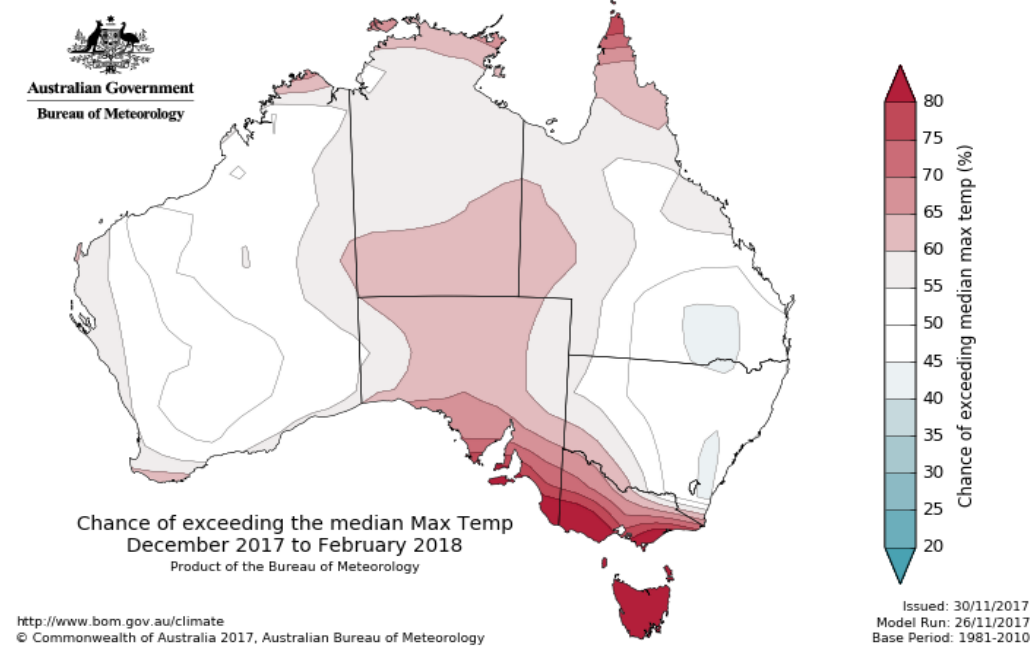 Australian Government
Bureau of Meteorology
80
75
70
65
60
55
50
45
40
35
30
25
20
Chance of exceeding median max temp (%)
Chance of exceeding the median Max Temp
December 2017 to February 2018
Product of the Bureau of Meteorology
http://www.bom.gov.au/climate
© Commonwealth of Australia 2017, Australian Bureau of Meteorology
Issued: 30/11/2017
Model Run: 26/11/2017
Base Period: 1981-2010